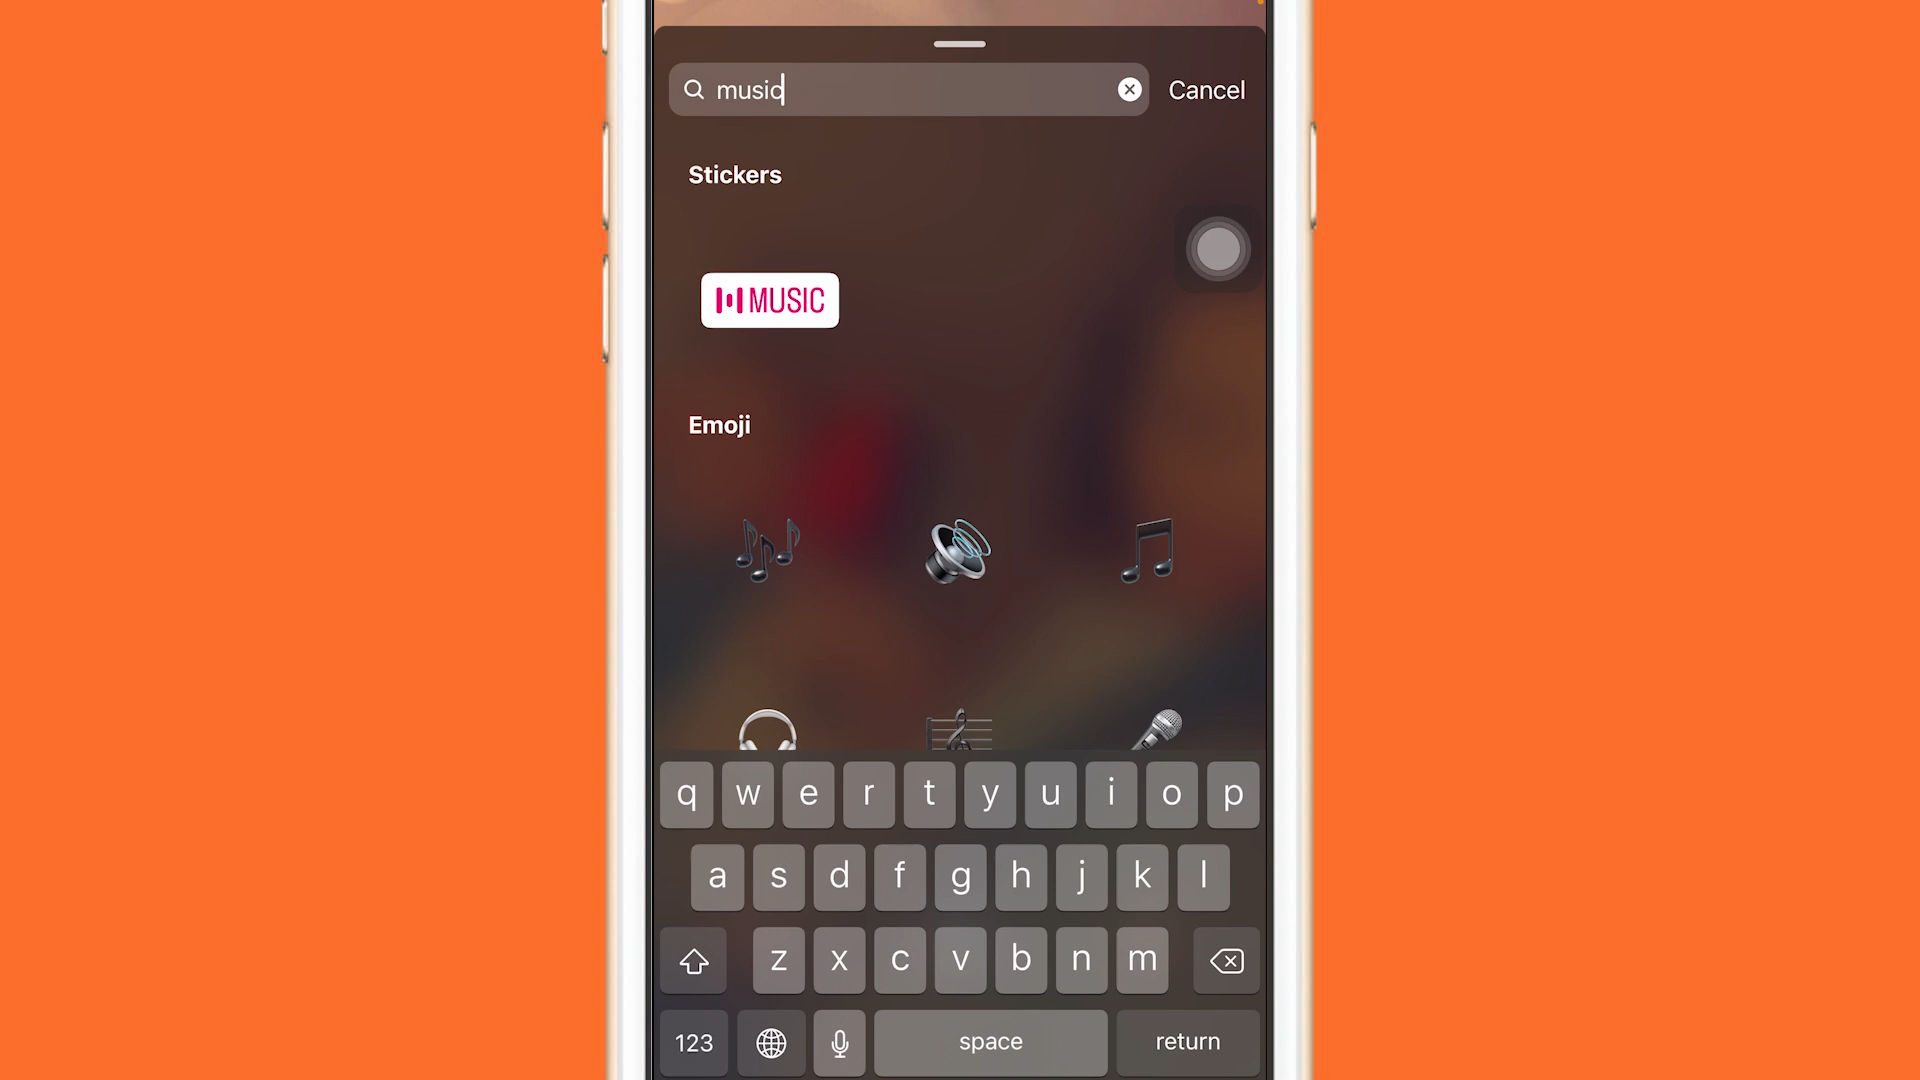 music
Cancel
Stickers
MUSIC
Emoji
q w e r t y u i o p
a s d f g h j k l
z x c v b n m
123
space
return